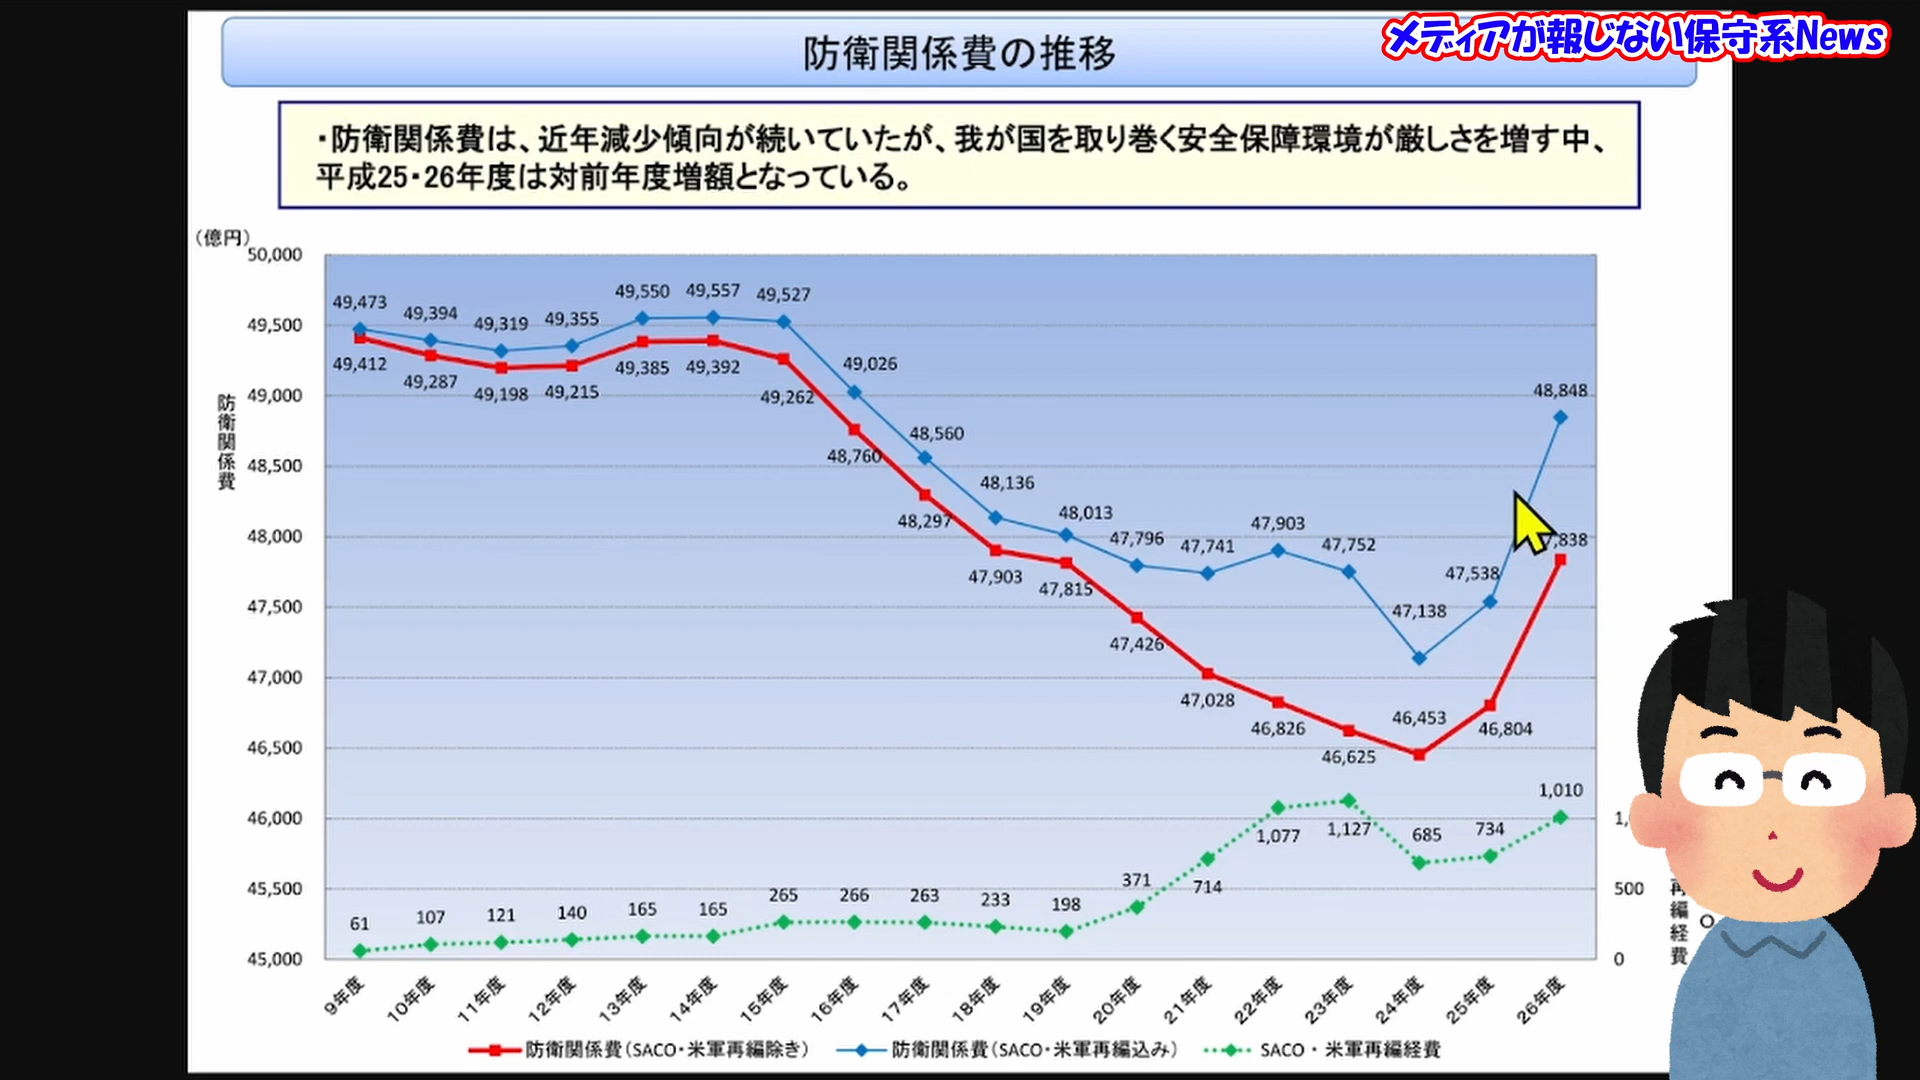 メディアが報じない保守系News
防衛関係費の推移
・防衛関係費は、近年減少傾向が続いていたが、我が国を取り巻く安全保障環境が厳しさを増す中、
平成25・26年度は対前年度増額となっている。
（億円）
防衛関係費
50,000
49,500
49,000
48,500
48,000
47,500
47,000
46,500
46,000
45,500
45,000
49,473 49,394 49,319 49,355 49,550 49,557 49,527 49,026 48,560 48,136 48,013 47,796 47,741 47,903 47,752 47,138 47,538 48,848
49,412 49,287 49,198 49,215 49,385 49,392 49,262 48,760 48,297 47,903 47,815 47,426 47,028 46,826 46,625 46,453 46,804 ,838
61 107 121 140 165 165 265 266 263 233 198 371 714 1,077 1,127 685 734 1,010
500
0
再編経費
9年度 10年度 11年度 12年度 13年度 14年度 15年度 16年度 17年度 18年度 19年度 20年度 21年度 22年度 23年度 24年度 25年度 26年度
防衛関係費（SACO・米軍再編除き） 防衛関係費（SACO・米軍再編込み） SACO・米軍再編経費